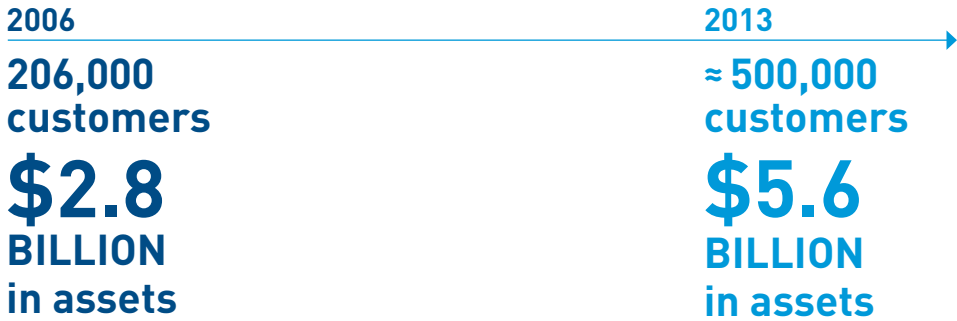 2006
206,000
customers
$2.8
BILLION
in assets
2013
≈ 500,000
customers
$5.6
BILLION
in assets